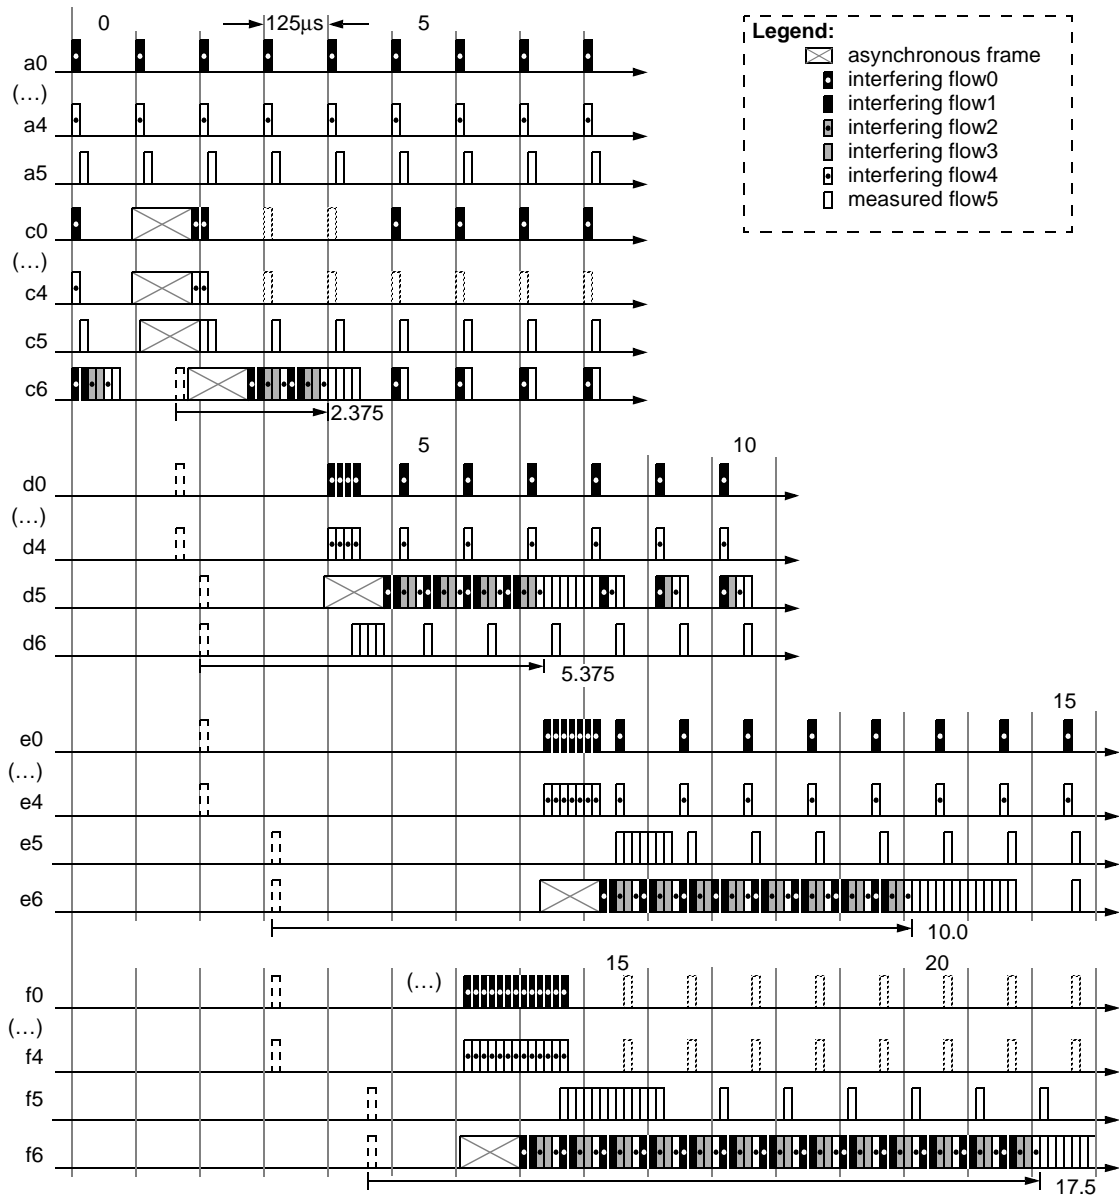 0 125μs 5
Legend:
asynchronous frame
interfering flow0
interfering flow1
interfering flow2
interfering flow3
interfering flow4
measured flow5
a0
(…)
a4
a5
c0
(…)
c4
c5
c6
2.375
5 10
d0
(…)
d4
d5
d6
5.375
15
e0
(…)
e4
e5
e6
10.0
15 20
f0 (…)
(…)
f4
f5
f6
17.5